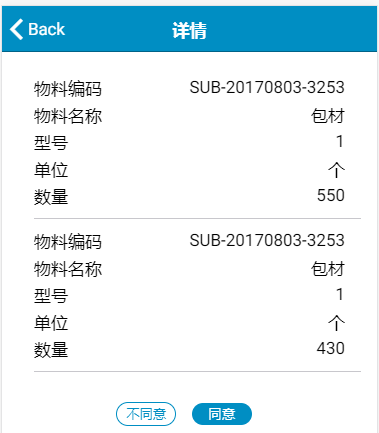 Back 详情
物料编码 SUB-20170803-3253
物料名称 包材
型号 1
单位 个
数量 550
物料编码 SUB-20170803-3253
物料名称 包材
型号 1
单位 个
数量 430
不同意 同意